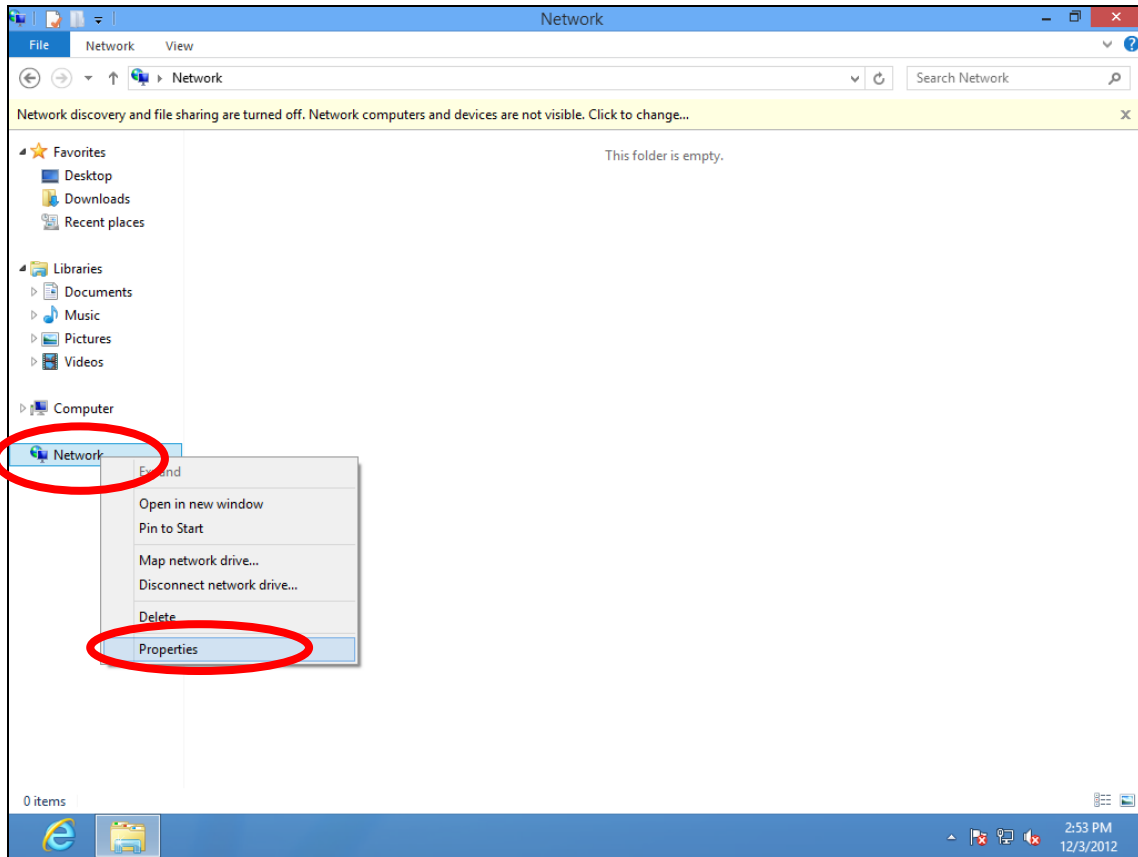 Network
File Network View
Network Search Network
Network discovery and file sharing are turned off. Network computers and devices are not visible. Click to change...
This folder is empty.
Favorites
Desktop
Downloads
Recent places
Libraries
Documents
Music
Pictures
Videos
Computer
Network
Expand
Open in new window
Pin to Start
Map network drive...
Disconnect network drive...
Delete
Properties
0 items
2:53 PM
12/3/2012